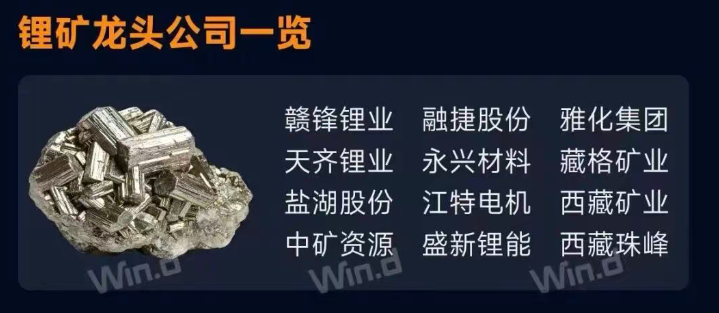 锂矿龙头公司一览
赣锋锂业 融捷股份 雅化集团
天齐锂业 永兴材料 藏格矿业
盐湖股份 江特电机 西藏矿业
中矿资源 盛新锂能 西藏珠峰
Win.d Win.d Win.d